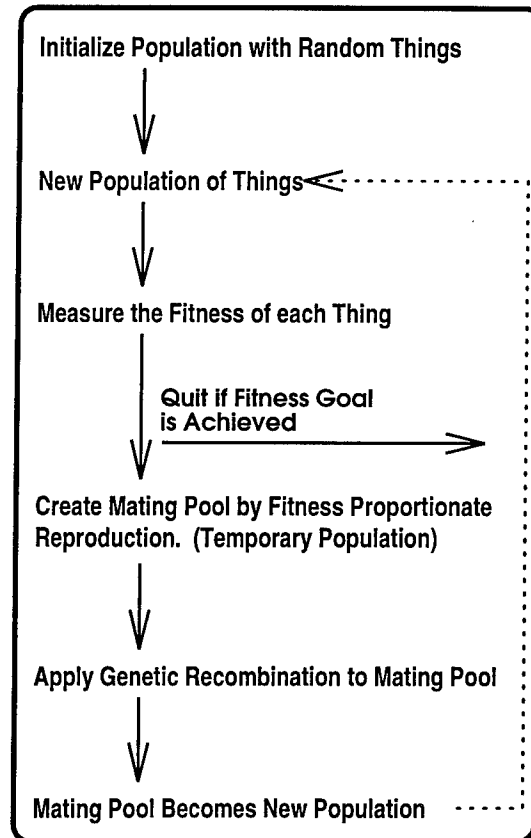 Initialize Population with Random Things
New Population of Things
Measure the Fitness of each Thing
Quit if Fitness Goal
is Achieved
Create Mating Pool by Fitness Proportionate
Reproduction. (Temporary Population)
Apply Genetic Recombination to Mating Pool
Mating Pool Becomes New Population